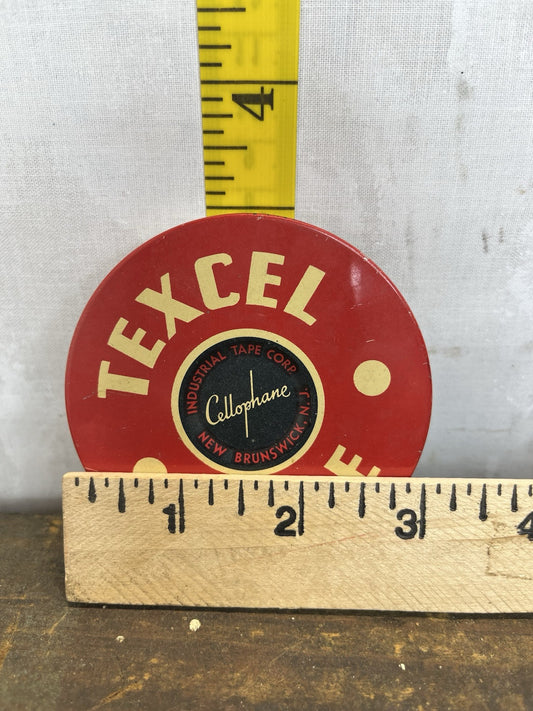 4
TEXCEL
INDUSTRIAL TAPE CORP.
Cellophane
NEW BRUNSWICK, N. J.
1 2 3 4